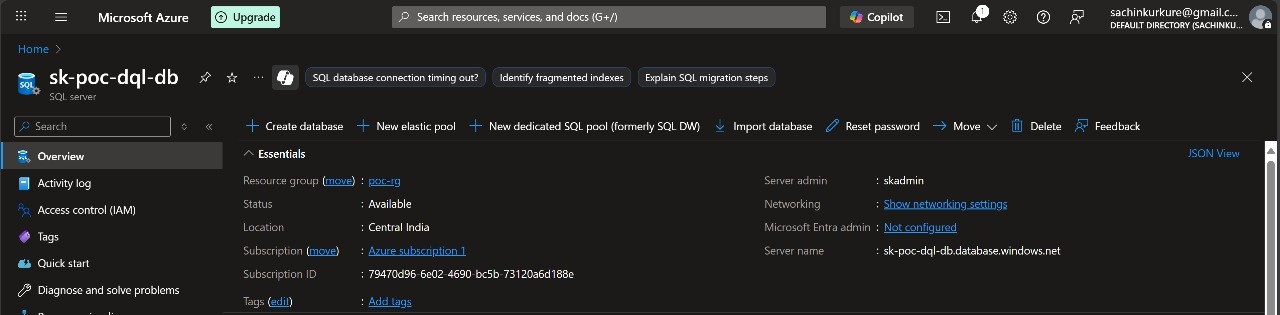 Microsoft Azure
Upgrade
Search resources, services, and docs (G+/)
Copilot
1
sachinkurkure@gmail.c...
DEFAULT DIRECTORY (SACHINKU...
Home >
sk-poc-dql-db
SQL server
SQL database connection timing out?
Identify fragmented indexes
Explain SQL migration steps
Search
Create database
New elastic pool
New dedicated SQL pool (formerly SQL DW)
Import database
Reset password
Move
Delete
Feedback
Overview
Activity log
Access control (IAM)
Tags
Quick start
Diagnose and solve problems
Essentials
JSON View
Resource group (move) : poc-rg
Status : Available
Location : Central India
Subscription (move) : Azure subscription 1
Subscription ID : 79470d96-6e02-4690-bc5b-73120a6d188e
Tags (edit) : Add tags
Server admin : skadmin
Networking : Show networking settings
Microsoft Entra admin : Not configured
Server name : sk-poc-dql-db.database.windows.net